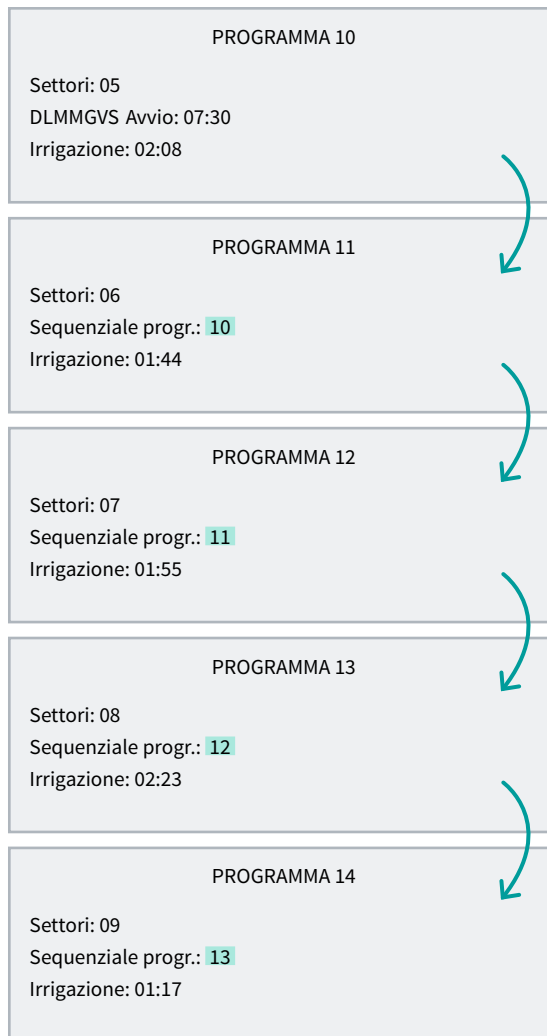 PROGRAMMA 10
Settori: 05
DLMMGVS Avvio: 07:30
Irrigazione: 02:08
PROGRAMMA 11
Settori: 06
Sequenziale progr.: 10
Irrigazione: 01:44
PROGRAMMA 12
Settori: 07
Sequenziale progr.: 11
Irrigazione: 01:55
PROGRAMMA 13
Settori: 08
Sequenziale progr.: 12
Irrigazione: 02:23
PROGRAMMA 14
Settori: 09
Sequenziale progr.: 13
Irrigazione: 01:17